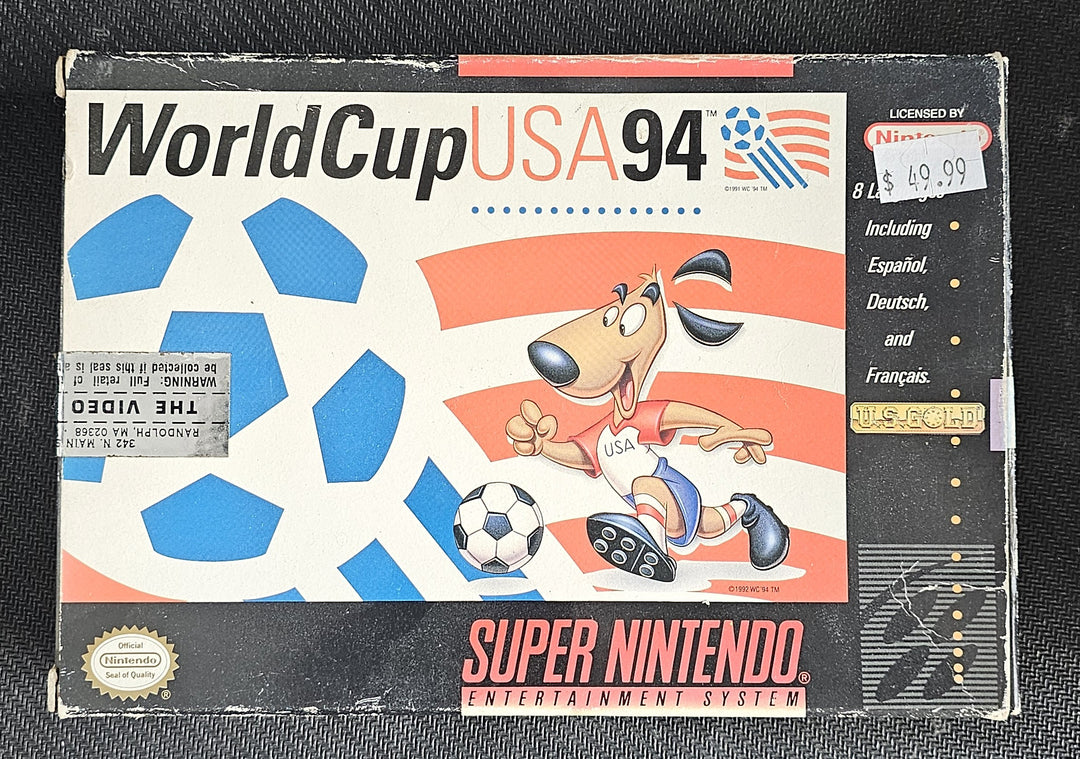 WorldCupUSA94™
©1991 WC '94 TM
LICENSED BY
$ 49.99
8
Including
Español,
Deutsch,
and
Français.
U.S. GOLD
USA
©1992 WC '94 TM
342 N. MAIN
RANDOLPH, MA 02368
THE VIDEO
WARNING: Full retail
be collected if this seal is
Official
Nintendo
Seal of Quality
®
SUPER NINTENDO®
ENTERTAINMENT SYSTEM